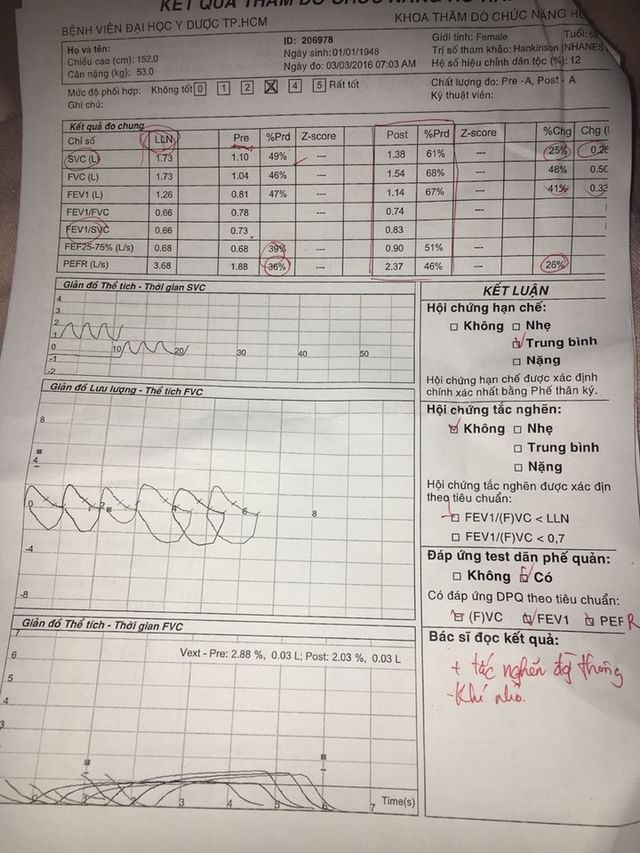 KẾT QUẢ THĂM DÒ CHỨC NĂNG HÔ
BỆNH VIỆN ĐẠI HỌC Y DƯỢC TP.HCM
KHOA THĂM DÒ CHỨC NĂNG HÔ
Họ và tên:
ID: 206978
Giới tính: Female
Tuổi:
Chiều cao (cm): 152.0
Ngày sinh: 01/01/1948
Trị số tham khảo: Hankinson (NHANES
Cân nặng (kg): 53.0
Ngày đo: 03/03/2016 07:03 AM
Hệ số hiệu chỉnh dân tộc (%): 12
Mức độ phối hợp: Không tốt 0 1 2 4 5 Rất tốt
Chất lượng đo: Pre - A, Post - A
Ghi chú:
Kỹ thuật viên:
Kết quả đo chung
Chỉ số LLN Pre %Prd Z-score Post %Prd Z-score %Chg Chg
SVC (L) 1.73 1.10 49% --- 1.38 61% --- 25%
FVC (L) 1.73 1.04 46% --- 1.54 68% --- 48% 0.50
FEV1 (L) 1.26 0.81 47% --- 1.14 67% --- 41% 0.33
FEV1/FVC 0.66 0.78 --- 0.74 ---
FEV1/SVC 0.66 0.73 0.83
FEF25-75% (L/s) 0.68 0.68 39% --- 0.90 51%
PEFR (L/s) 3.68 1.88 36% --- 2.37 46% 26%
Giản đồ Thể tích - Thời gian SVC
4
3
2
1
0 10 20 30 40 50
-1
-2
Giản đồ Lưu lượng - Thể tích FVC
8
4
0 2 4 6 8
-4
-8
Giản đồ Thể tích - Thời gian FVC
7
Vext - Pre: 2.88 %, 0.03 L; Post: 2.03 %, 0.03 L
6
5
4
3
3 4 5 6 7 Time(s)
KẾT LUẬN
Hội chứng hạn chế:
Không Nhẹ
Trung bình
Nặng
Hội chứng hạn chế được xác định
chính xác nhất bằng Phế thân ký.
Hội chứng tắc nghẽn:
Không Nhẹ
Trung bình
Nặng
Hội chứng tắc nghẽn được xác địn
theo tiêu chuẩn:
FEV1/(F)VC < LLN
FEV1/(F)VC < 0,7
Đáp ứng test dãn phế quản:
Không Có
Có đáp ứng DPQ theo tiêu chuẩn:
(F)VC FEV1 PEFR
Bác sĩ đọc kết quả:
+ tắc nghẽn đg thông
- Khí nhỏ.